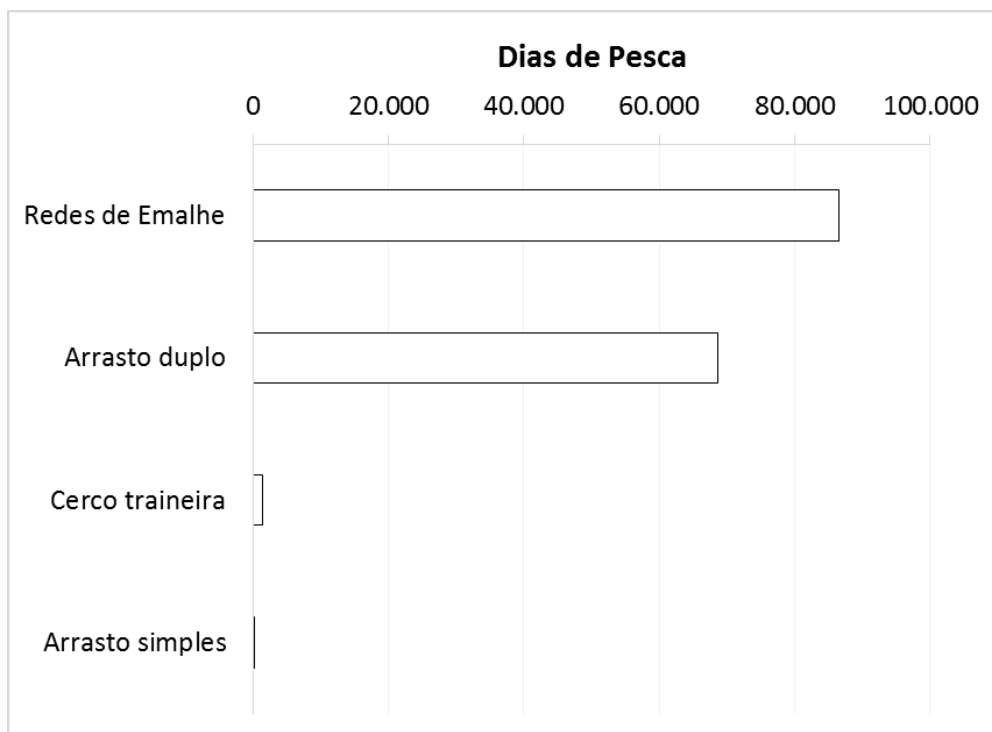 Dias de Pesca
0 20.000 40.000 60.000 80.000 100.000
Redes de Emalhe
Arrasto duplo
Cerco traineira
Arrasto simples